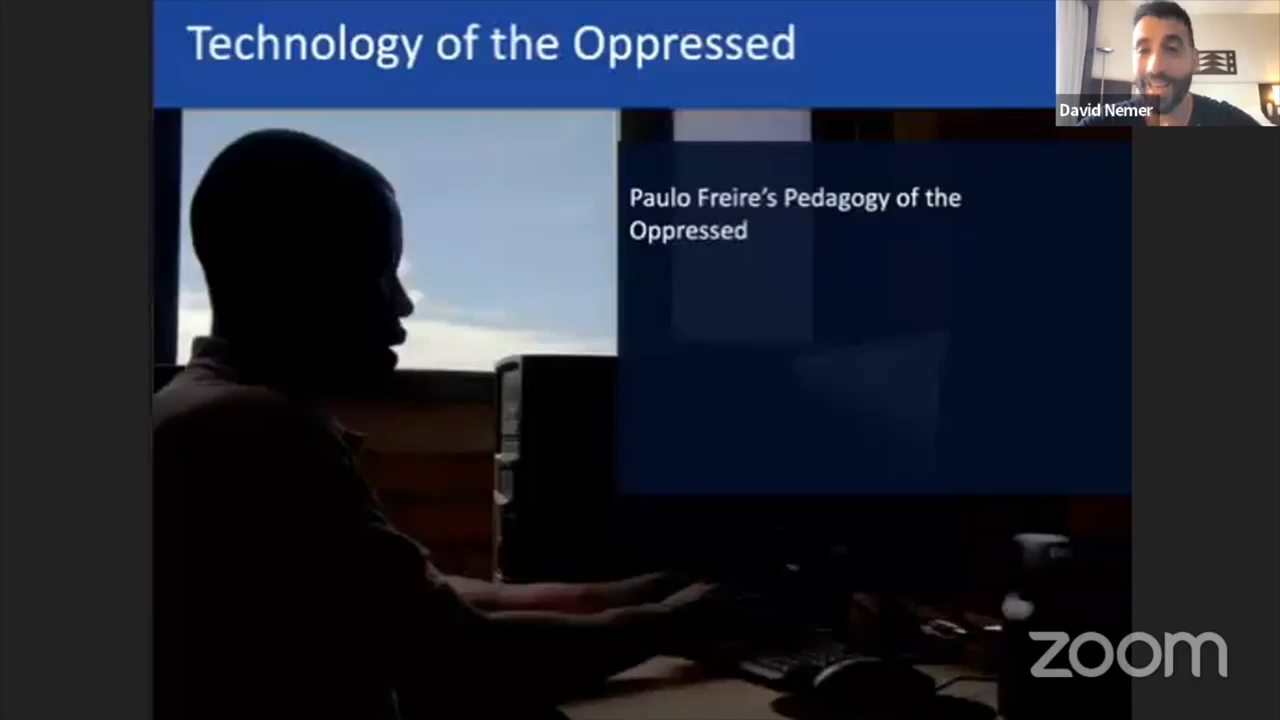 Technology of the Oppressed
David Nemer
Paulo Freire’s Pedagogy of the
Oppressed
zoom